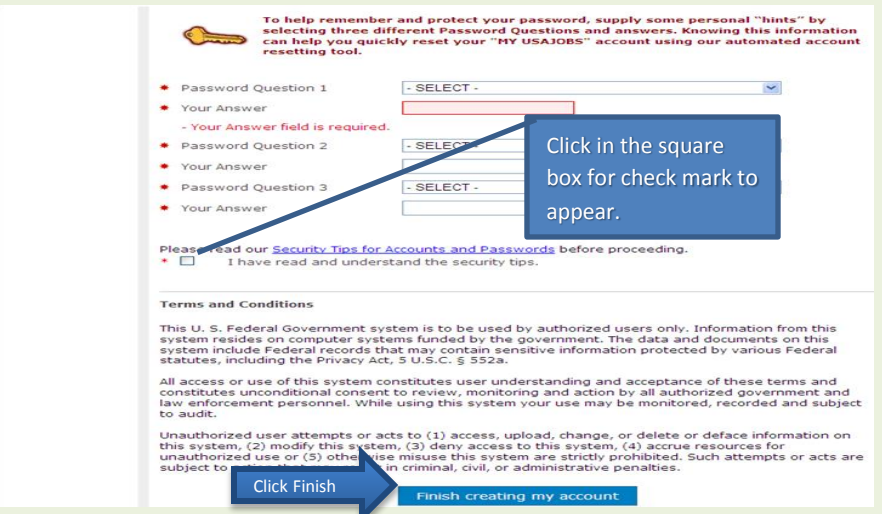 To help remember and protect your password, supply some personal "hints" by
selecting three different Password Questions and answers. Knowing this information
can help you quickly reset your "MY USAJOBS" account using our automated account
resetting tool.
* Password Question 1 - SELECT -
* Your Answer
- Your Answer field is required.
* Password Question 2 - SELECT -
* Your Answer
* Password Question 3 - SELECT -
* Your Answer
Click in the square
box for check mark to
appear.
Please read our Security Tips for Accounts and Passwords before proceeding.
* I have read and understand the security tips.
Terms and Conditions
This U. S. Federal Government system is to be used by authorized users only. Information from this
system resides on computer systems funded by the government. The data and documents on this
system include Federal records that may contain sensitive information protected by various Federal
statutes, including the Privacy Act, 5 U.S.C. § 552a.
All access or use of this system constitutes user understanding and acceptance of these terms and
constitutes unconditional consent to review, monitoring and action by all authorized government and
law enforcement personnel. While using this system your use may be monitored, recorded and subject
to audit.
Unauthorized user attempts or acts to (1) access, upload, change, or delete or deface information on
this system, (2) modify this system, (3) deny access to this system, (4) accrue resources for
unauthorized use or (5) otherwise misuse this system are strictly prohibited. Such attempts or acts are
subject to in criminal, civil, or administrative penalties.
Click Finish
Finish creating my account